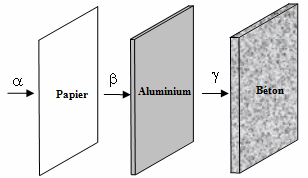 α
Papier
β
Aluminium
γ
Béton